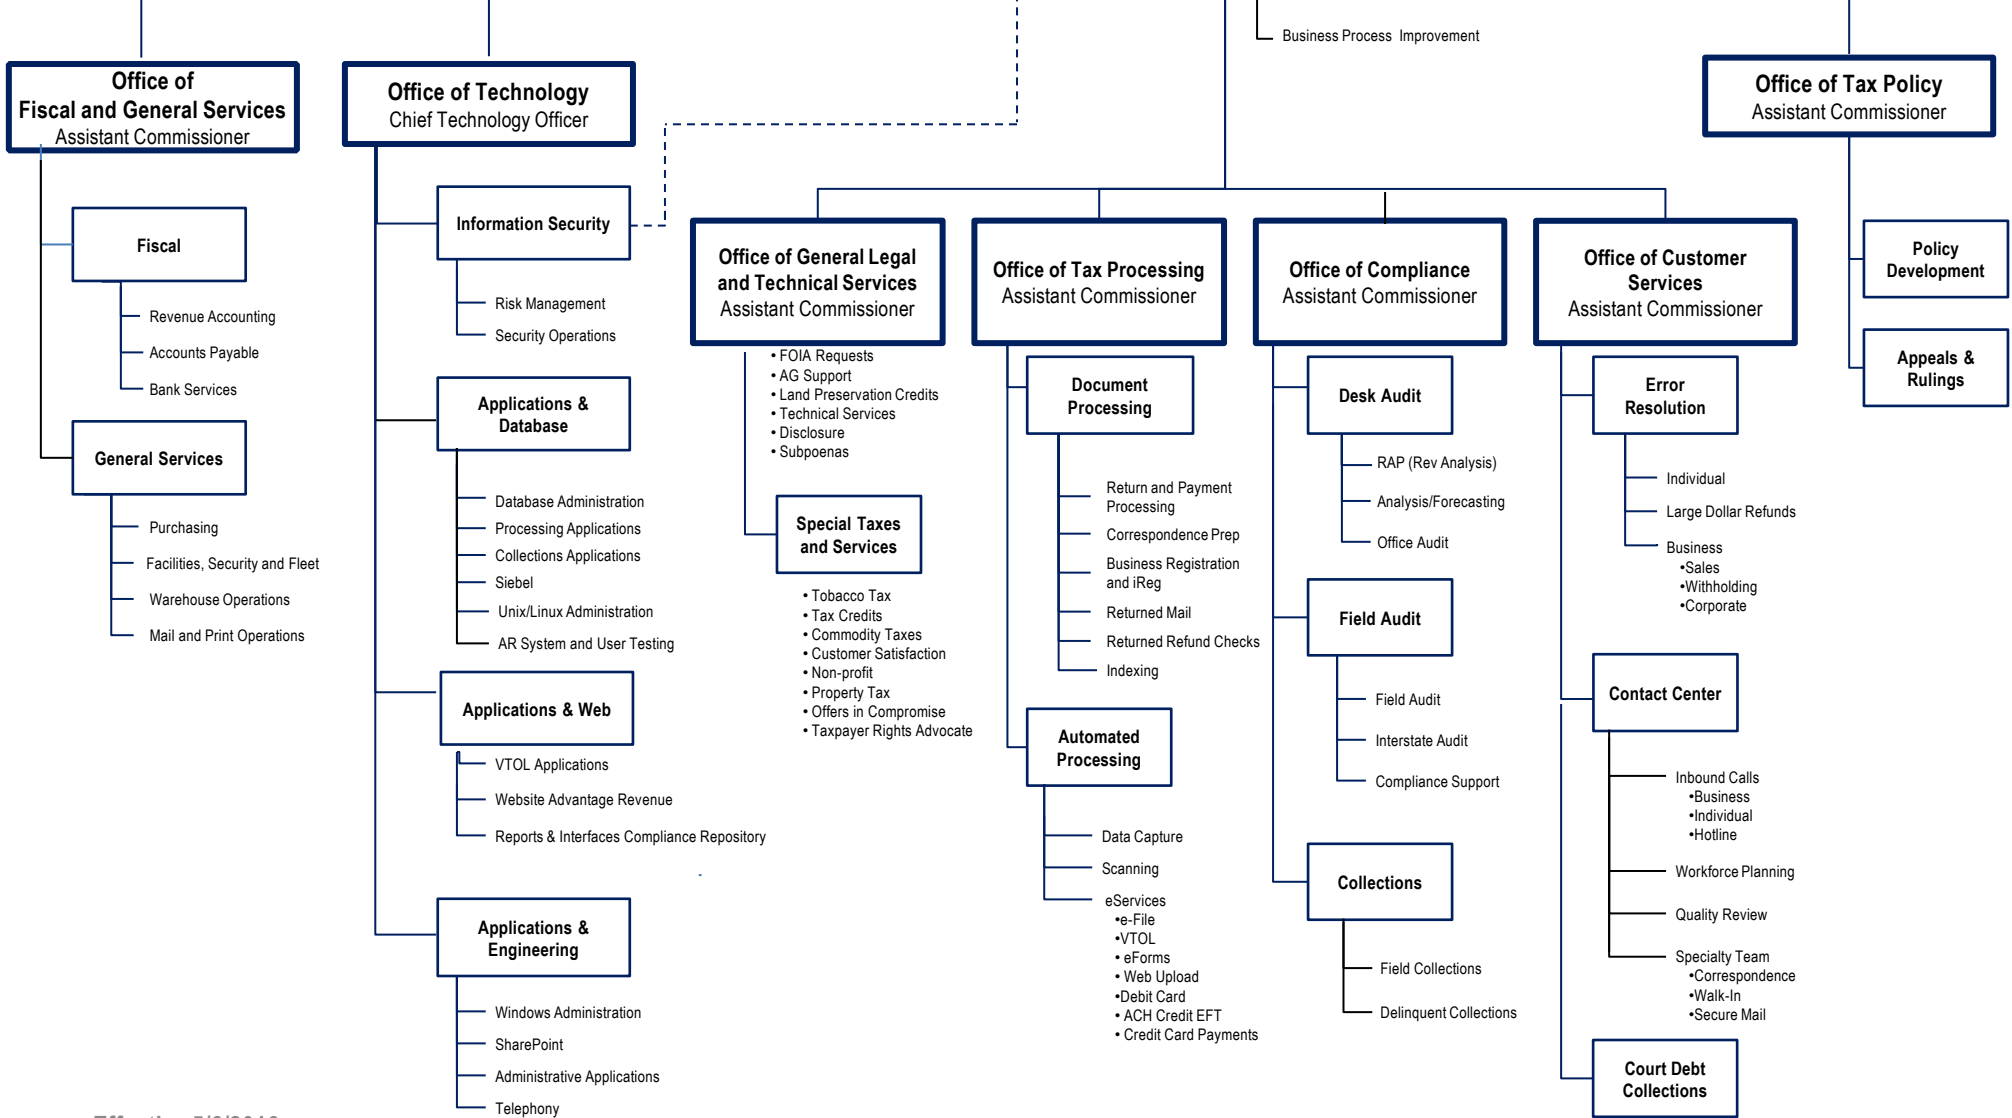 Business Process Improvement
Office of
Fiscal and General Services
Assistant Commissioner
Fiscal
Revenue Accounting
Accounts Payable
Bank Services
General Services
Purchasing
Facilities, Security and Fleet
Warehouse Operations
Mail and Print Operations
Office of Technology
Chief Technology Officer
Information Security
Risk Management
Security Operations
Applications &
Database
Database Administration
Processing Applications
Collections Applications
Siebel
Unix/Linux Administration
AR System and User Testing
Applications & Web
VTOL Applications
Website Advantage Revenue
Reports & Interfaces Compliance Repository
Applications &
Engineering
Windows Administration
SharePoint
Administrative Applications
Telephony
Office of General Legal
and Technical Services
Assistant Commissioner
• FOIA Requests
• AG Support
• Land Preservation Credits
• Technical Services
• Disclosure
• Subpoenas
Special Taxes
and Services
• Tobacco Tax
• Tax Credits
• Commodity Taxes
• Customer Satisfaction
• Non-profit
• Property Tax
• Offers in Compromise
• Taxpayer Rights Advocate
Office of Tax Processing
Assistant Commissioner
Document
Processing
Return and Payment
Processing
Correspondence Prep
Business Registration
and iReg
Returned Mail
Returned Refund Checks
Indexing
Automated
Processing
Data Capture
Scanning
eServices
•e-File
•VTOL
• eForms
• Web Upload
•Debit Card
• ACH Credit EFT
• Credit Card Payments
Office of Compliance
Assistant Commissioner
Desk Audit
RAP (Rev Analysis)
Analysis/Forecasting
Office Audit
Field Audit
Field Audit
Interstate Audit
Compliance Support
Collections
Field Collections
Delinquent Collections
Office of Customer
Services
Assistant Commissioner
Error
Resolution
Individual
Large Dollar Refunds
Business
•Sales
•Withholding
•Corporate
Contact Center
Inbound Calls
•Business
•Individual
•Hotline
Workforce Planning
Quality Review
Specialty Team
•Correspondence
•Walk-In
•Secure Mail
Court Debt
Collections
Office of Tax Policy
Assistant Commissioner
Policy
Development
Appeals &
Rulings